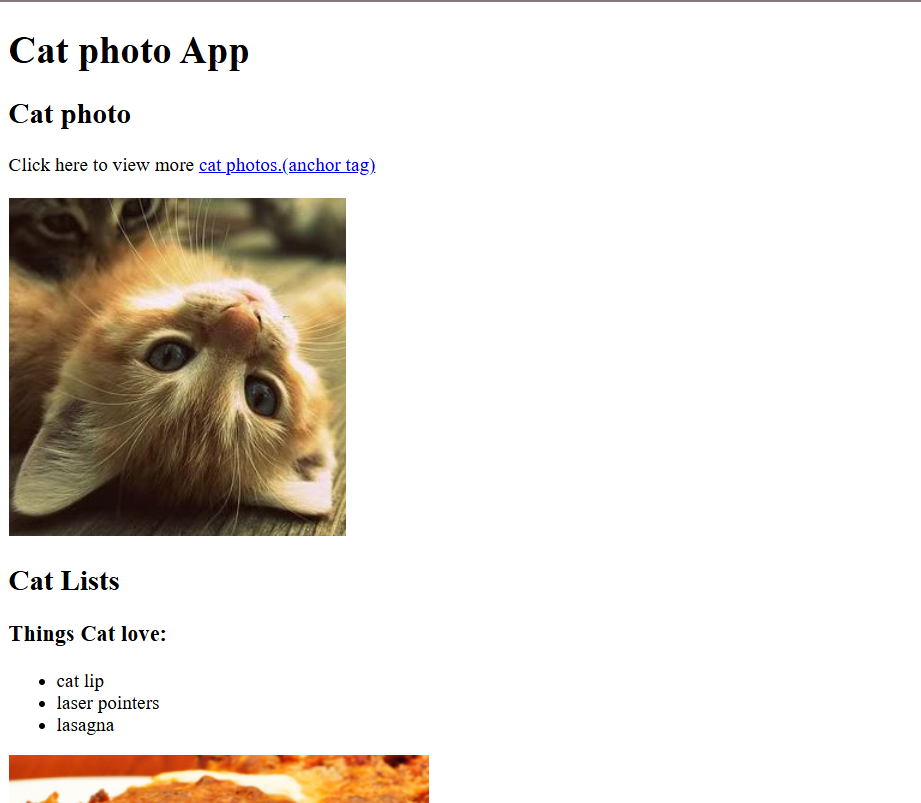 Cat photo App
Cat photo
Click here to view more cat photos.(anchor tag)
Cat Lists
Things Cat love:
cat lip
laser pointers
lasagna